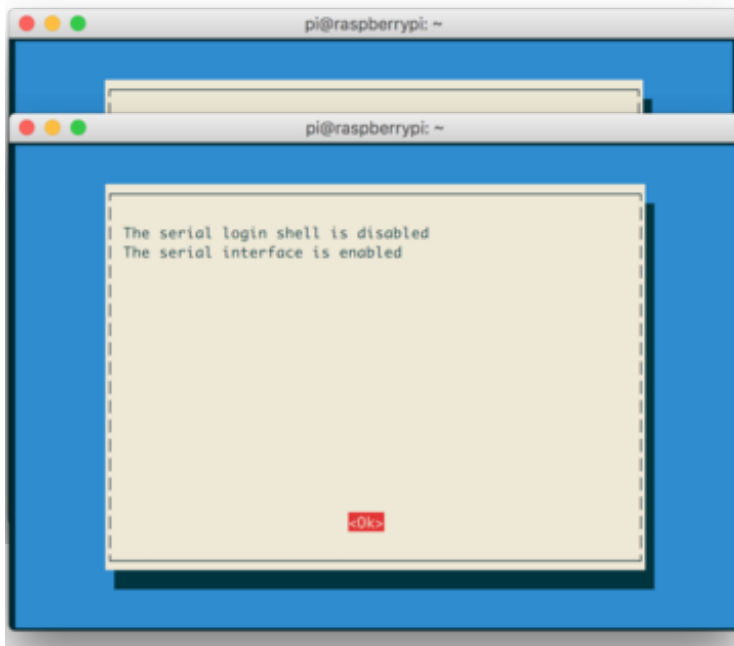 pi@raspberrypi: ~
pi@raspberrypi: ~
The serial login shell is disabled
The serial interface is enabled
<Ok>